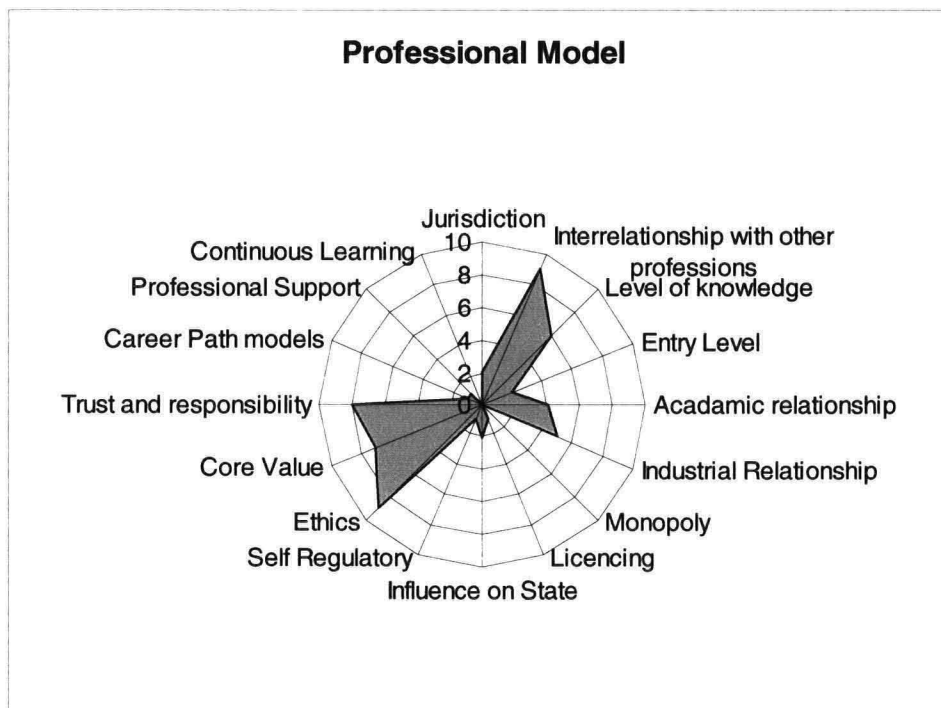 Professional Model
Jurisdiction
10
8
6
4
2
0
Interrelationship with other
professions
Level of knowledge
Entry Level
Acadamic relationship
Industrial Relationship
Monopoly
Licencing
Influence on State
Self Regulatory
Ethics
Core Value
Trust and responsibility
Career Path models
Professional Support
Continuous Learning